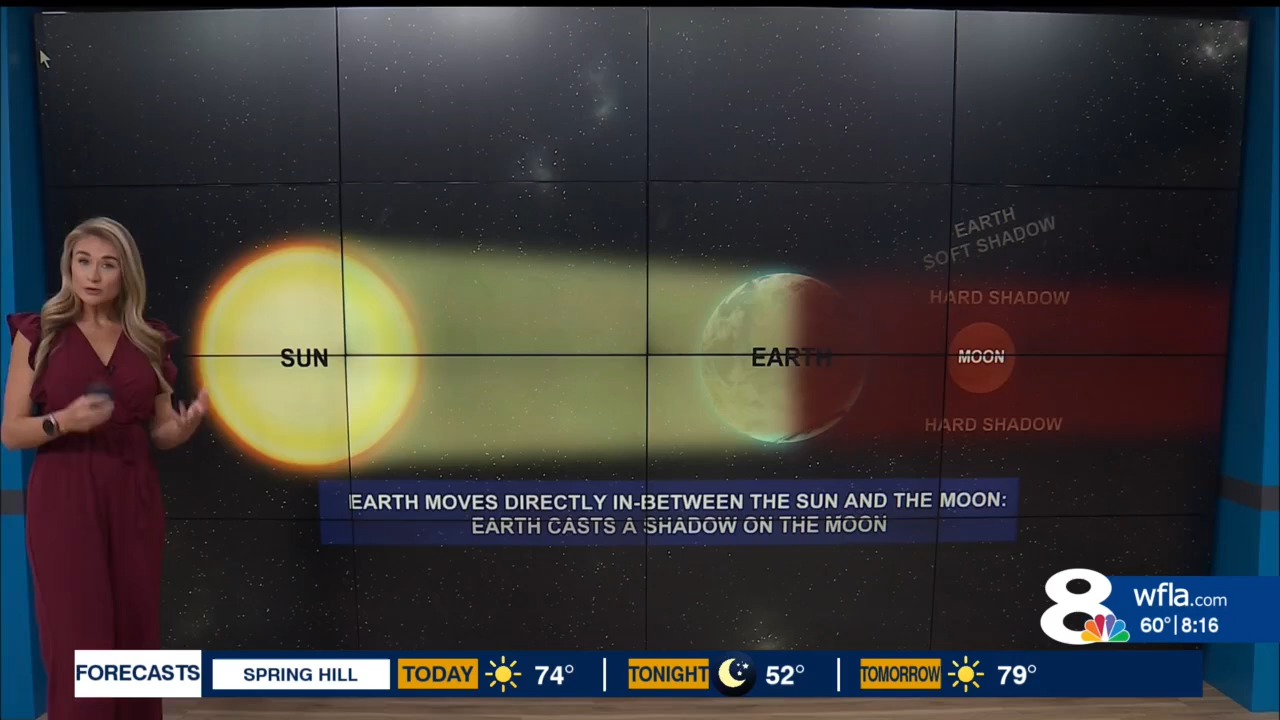 EARTH
SOFT SHADOW
HARD SHADOW
SUN
EARTH
MOON
HARD SHADOW
EARTH MOVES DIRECTLY IN-BETWEEN THE SUN AND THE MOON:
EARTH CASTS A SHADOW ON THE MOON
8 wfla.com
60° 8:16
FORECASTS SPRING HILL TODAY 74° TONIGHT 52° TOMORROW 79°